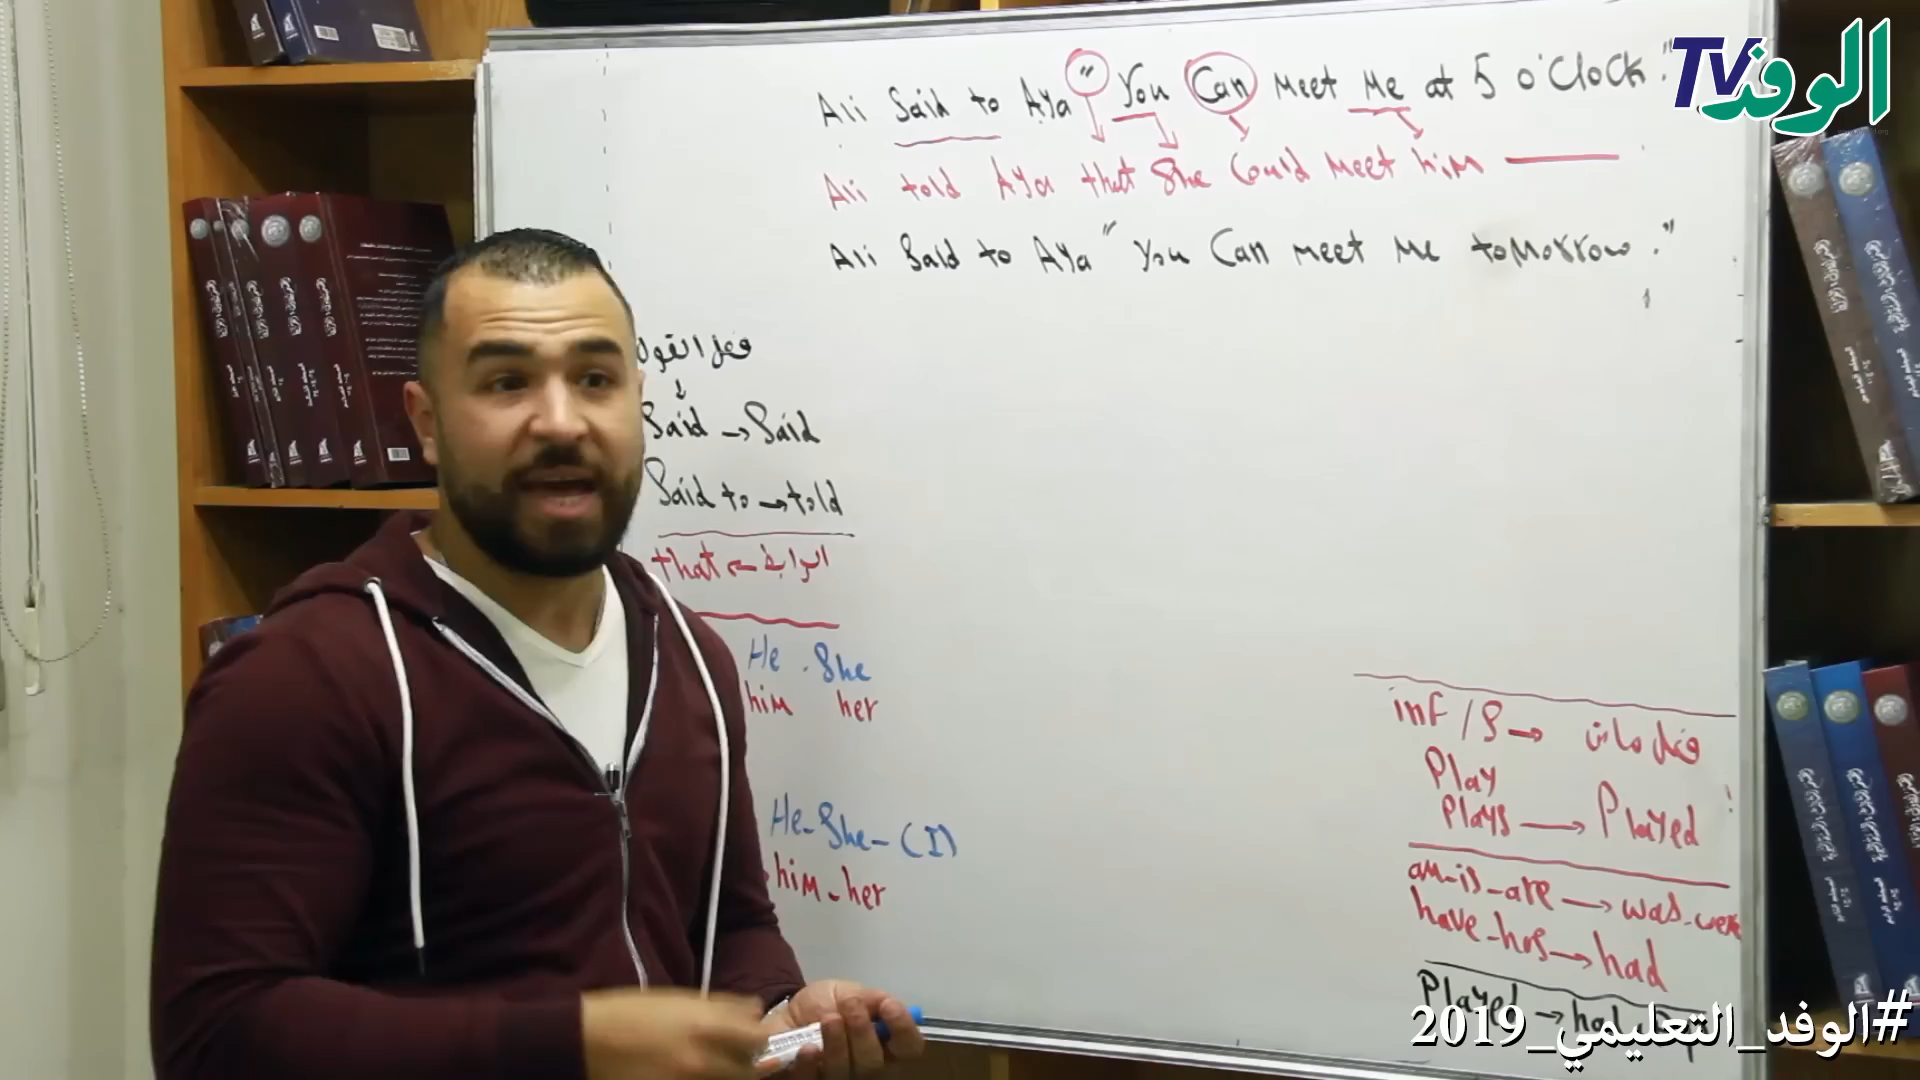 Ali Said to Aya " You Can Meet Me at 5 o'Clock."
Ali told Aya that She Could Meet him
Ali Said to Aya " You Can meet Me toMorrow."
فعل القول
Said → Said
Said to → told
that ← الرابط
He . She
him her
He - She - (I)
him - her
inf / S → فعل ماض
Play
Plays → Played
am - is - are → was - were
have - has → had
Played → had
الوفد TV
#الوفد_التعليمي_2019